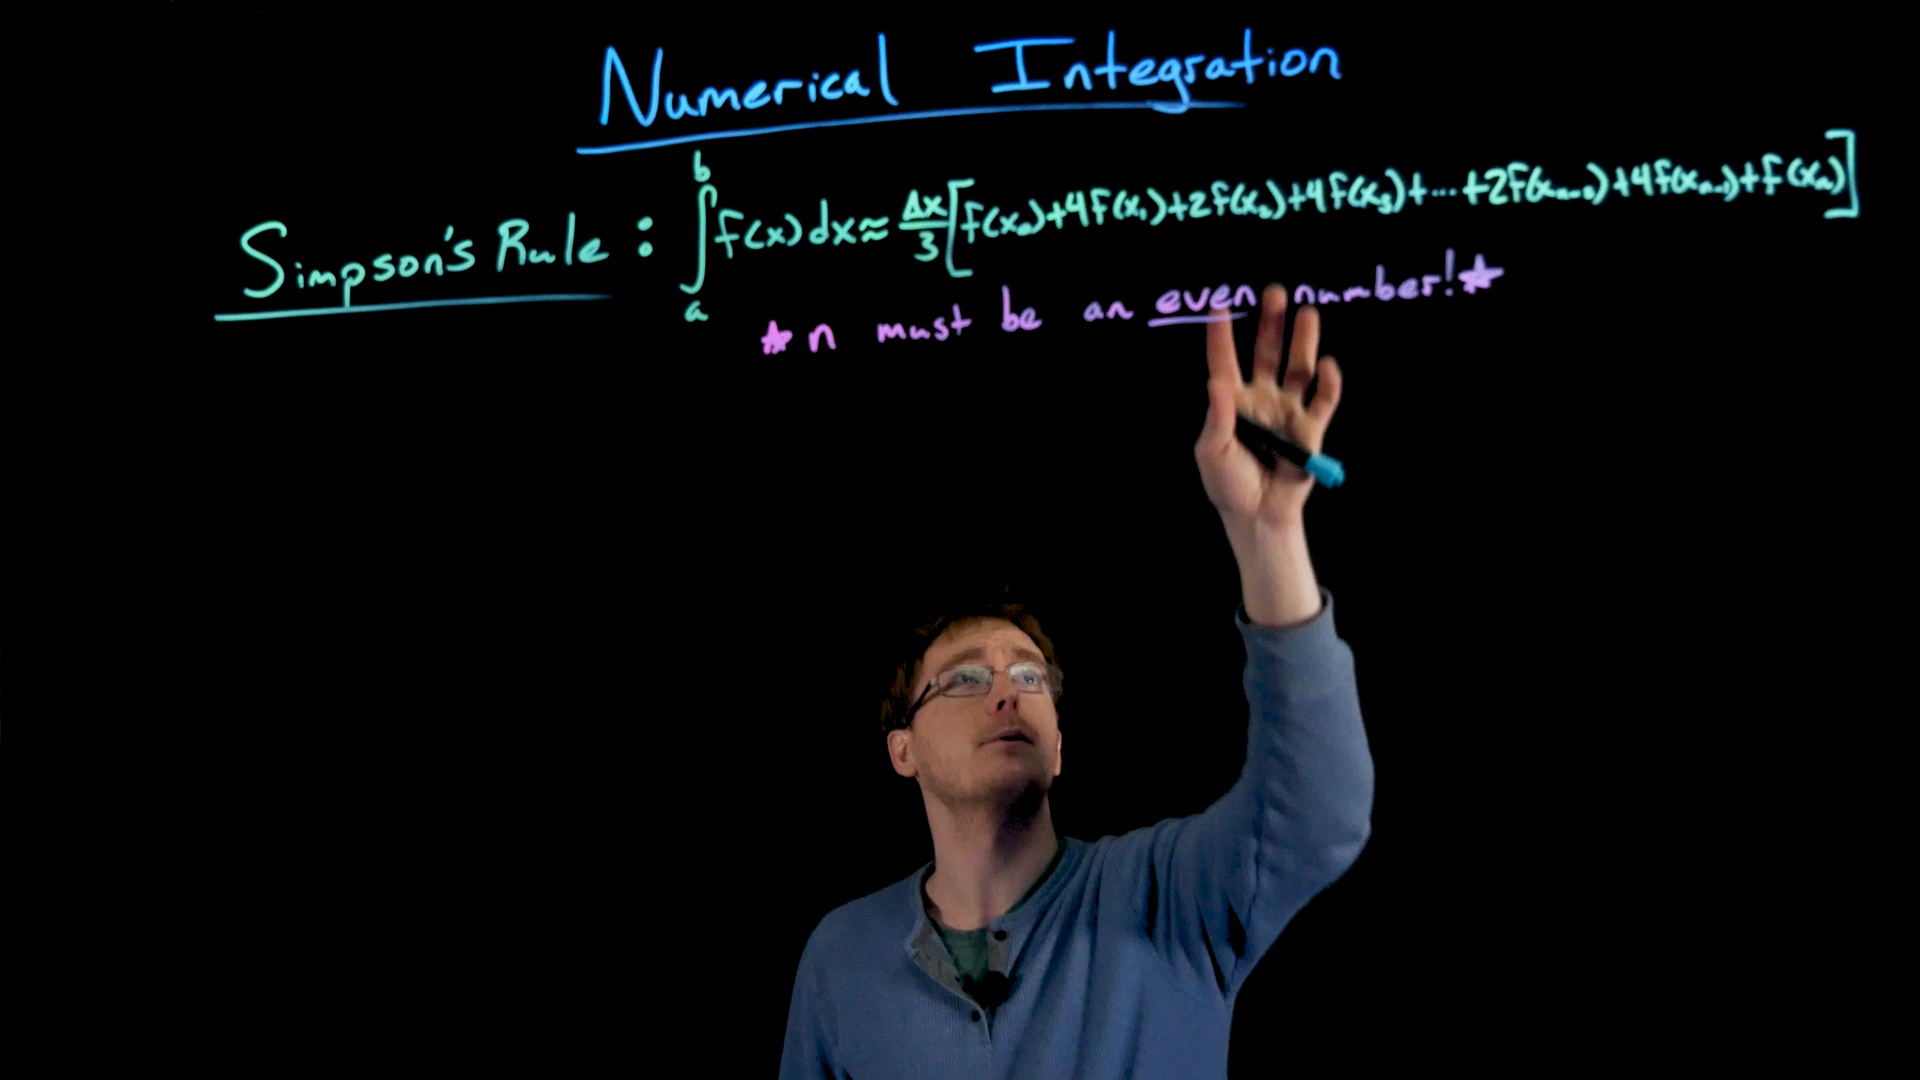 Numerical Integration
Simpson's Rule: ∫_a^b f(x)dx ≈ Δx/3 [f(x₀)+4f(x₁)+2f(x₂)+4f(x₃)+...+2f(xₙ₋₂)+4f(xₙ₋₁)+f(xₙ)]
★ n must be an even number! ★